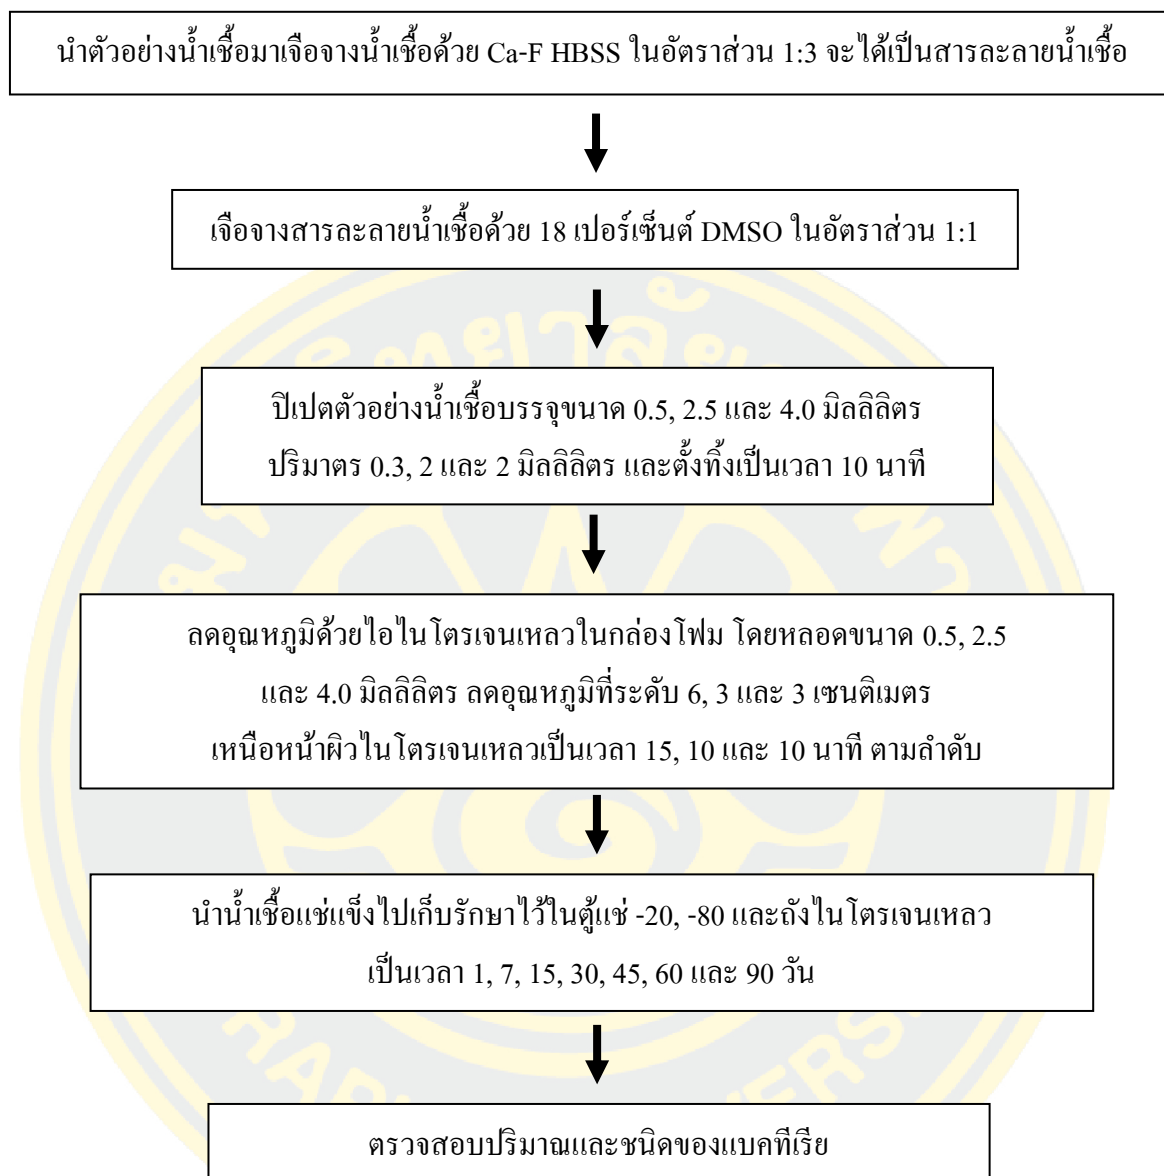 นำตัวอย่างน้ำเชื้อมาเจือจางน้ำเชื้อด้วย Ca-F HBSS ในอัตราส่วน 1:3 จะได้เป็นสารละลายน้ำเชื้อ
เจือจางสารละลายน้ำเชื้อด้วย 18 เปอร์เซ็นต์ DMSO ในอัตราส่วน 1:1
ปิเปตตัวอย่างน้ำเชื้อบรรจุขนาด 0.5, 2.5 และ 4.0 มิลลิลิตร
ปริมาตร 0.3, 2 และ 2 มิลลิลิตร และตั้งทิ้งเป็นเวลา 10 นาที
ลดอุณหภูมิด้วยไอไนโตรเจนเหลวในกล่องโฟม โดยหลอดขนาด 0.5, 2.5
และ 4.0 มิลลิลิตร ลดอุณหภูมิที่ระดับ 6, 3 และ 3 เซนติเมตร
เหนือหน้าผิวไนโตรเจนเหลวเป็นเวลา 15, 10 และ 10 นาที ตามลำดับ
นำน้ำเชื้อแช่แข็งไปเก็บรักษาไว้ในตู้แช่ -20, -80 และถังไนโตรเจนเหลว
เป็นเวลา 1, 7, 15, 30, 45, 60 และ 90 วัน
ตรวจสอบปริมาณและชนิดของแบคทีเรีย